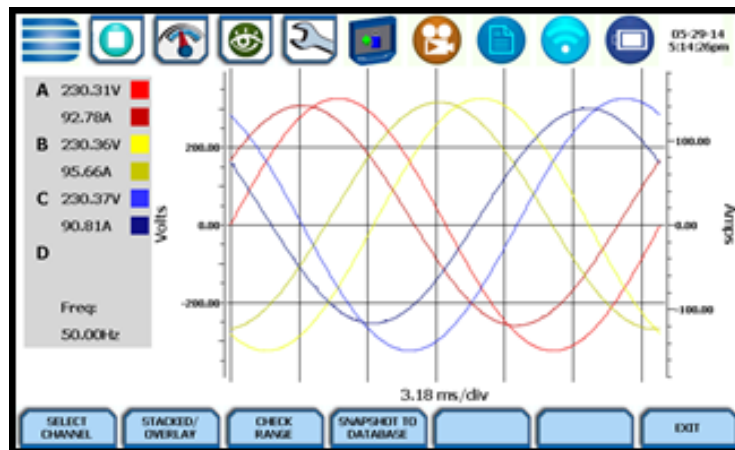 05-29-14
5:14:26pm
A 230.31V
92.78A
B 230.36V
95.66A
C 230.37V
90.81A
D
Freq:
50.00Hz
Volts
200.00
0.00
-200.00
100.00
0.00
-100.00
Amps
3.18 ms/div
SELECT
CHANNEL
STACKED/
OVERLAY
CHECK
RANGE
SNAPSHOT TO
DATABASE
EXIT